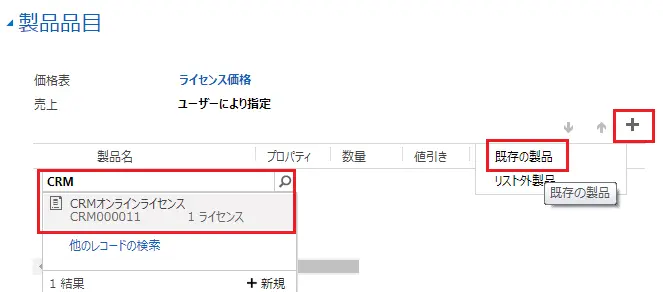 製品品目
価格表 ライセンス価格
売上 ユーザーにより指定
製品名 プロパティ 数量 値引き 既存の製品
CRM リスト外製品
既存の製品
CRMオンラインライセンス
CRM000011 1 ライセンス
他のレコードの検索
1 結果 + 新規